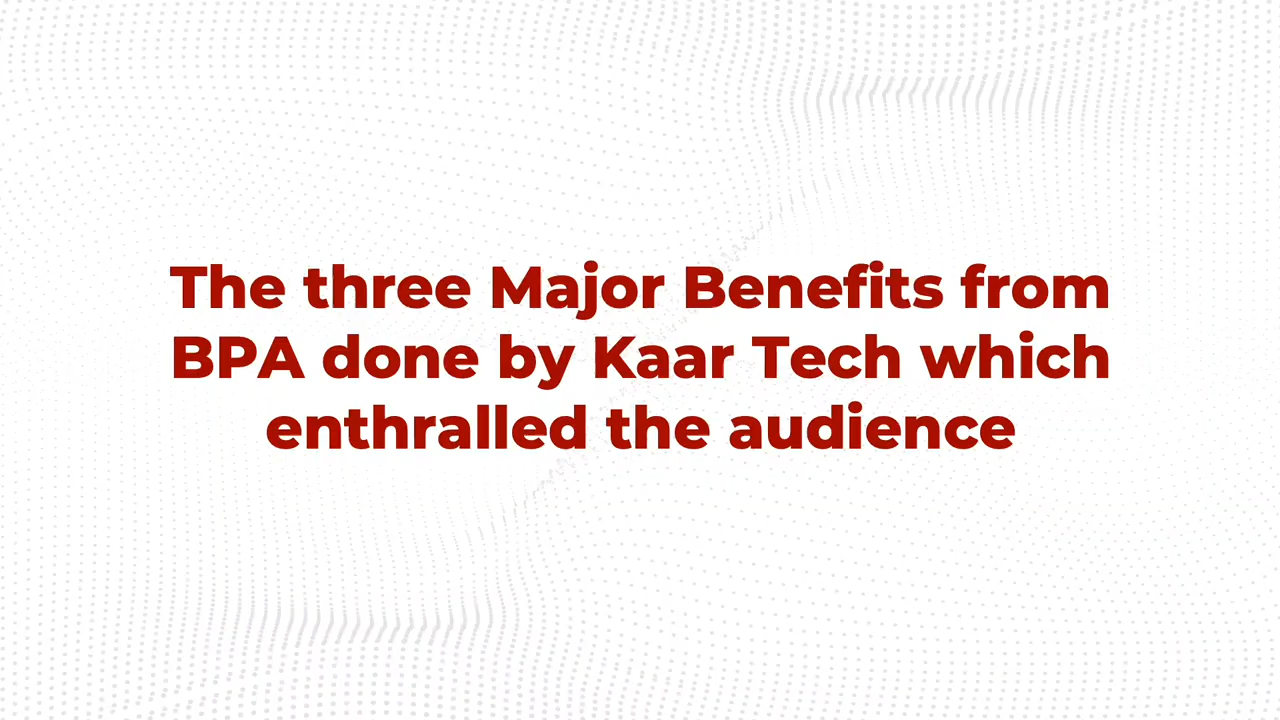 The three Major Benefits from
BPA done by Kaar Tech which
enthralled the audience